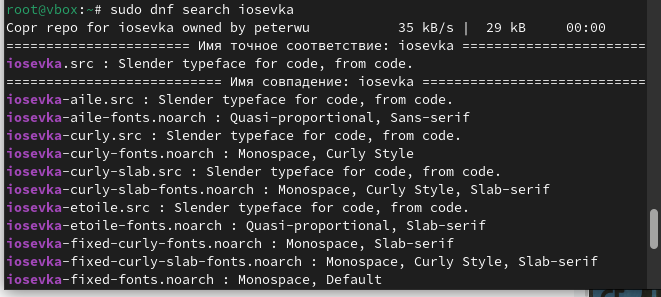 root@vbox:~# sudo dnf search iosevka
Copr repo for iosevka owned by peterwu 35 kB/s | 29 kB 00:00
======================= Имя точное соответствие: iosevka =======================
iosevka.src : Slender typeface for code, from code.
=========================== Имя совпадение: iosevka ============================
iosevka-aile.src : Slender typeface for code, from code.
iosevka-aile-fonts.noarch : Quasi-proportional, Sans-serif
iosevka-curly.src : Slender typeface for code, from code.
iosevka-curly-fonts.noarch : Monospace, Curly Style
iosevka-curly-slab.src : Slender typeface for code, from code.
iosevka-curly-slab-fonts.noarch : Monospace, Curly Style, Slab-serif
iosevka-etoile.src : Slender typeface for code, from code.
iosevka-etoile-fonts.noarch : Quasi-proportional, Slab-serif
iosevka-fixed-curly-fonts.noarch : Monospace, Slab-serif
iosevka-fixed-curly-slab-fonts.noarch : Monospace, Curly Style, Slab-serif
iosevka-fixed-fonts.noarch : Monospace, Default